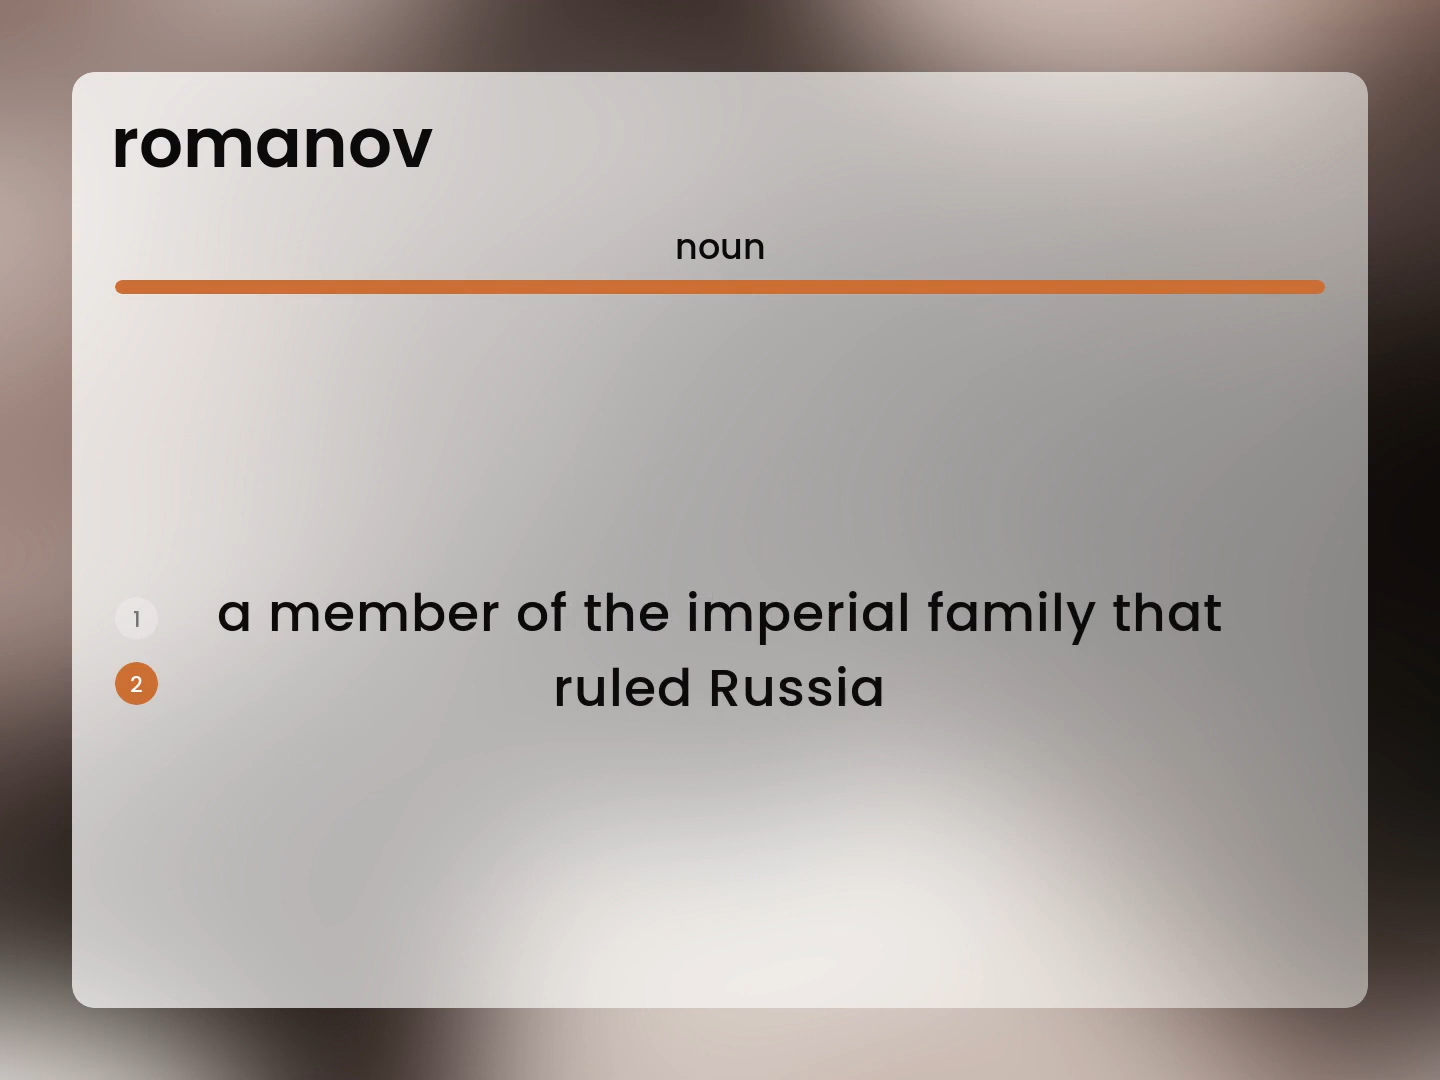 romanov
noun
1
2
a member of the imperial family that
ruled Russia